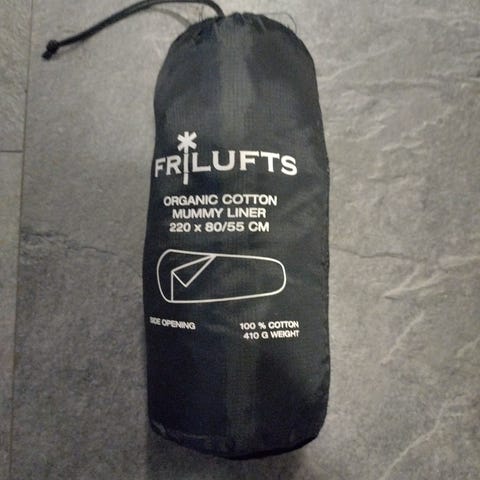 FRILUFTS
ORGANIC COTTON
MUMMY LINER
220 x 80/55 CM
SIDE OPENING
100 % COTTON
410 G WEIGHT